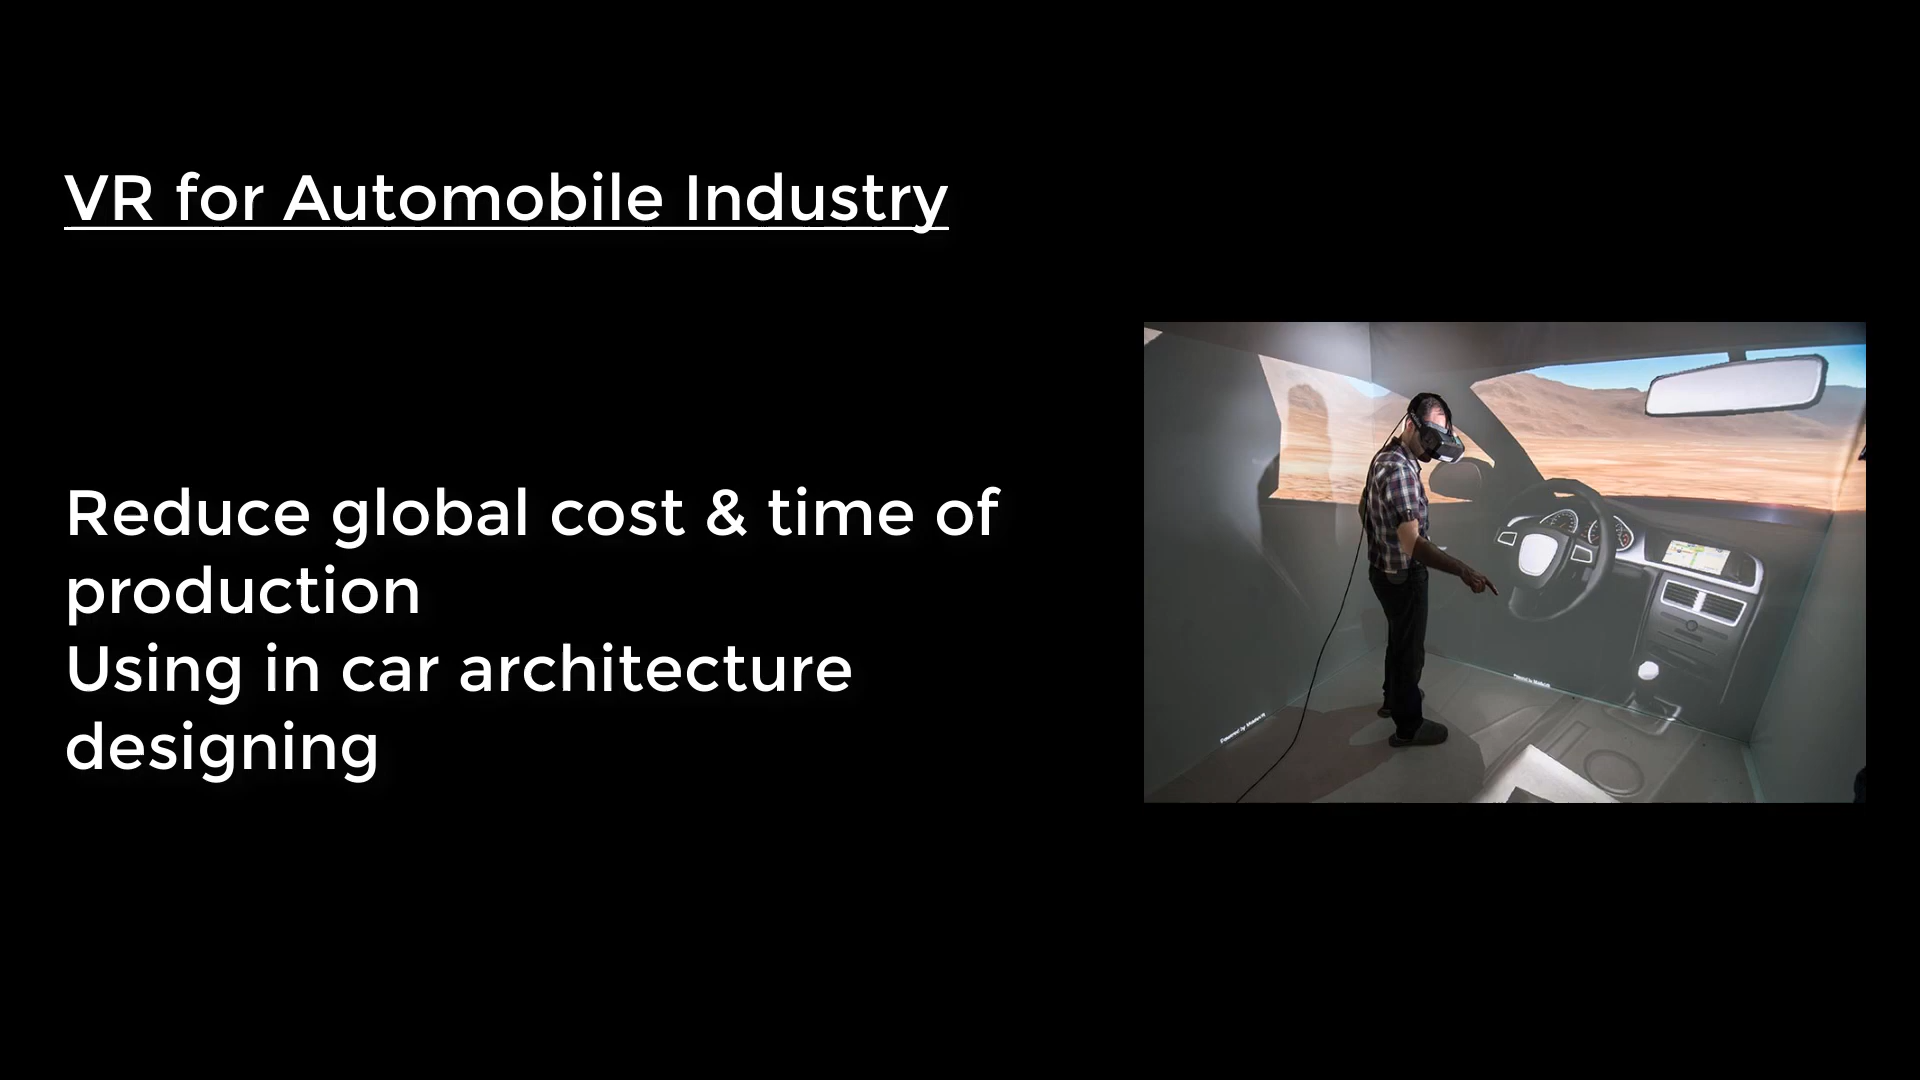 VR for Automobile Industry
Reduce global cost & time of
production
Using in car architecture
designing